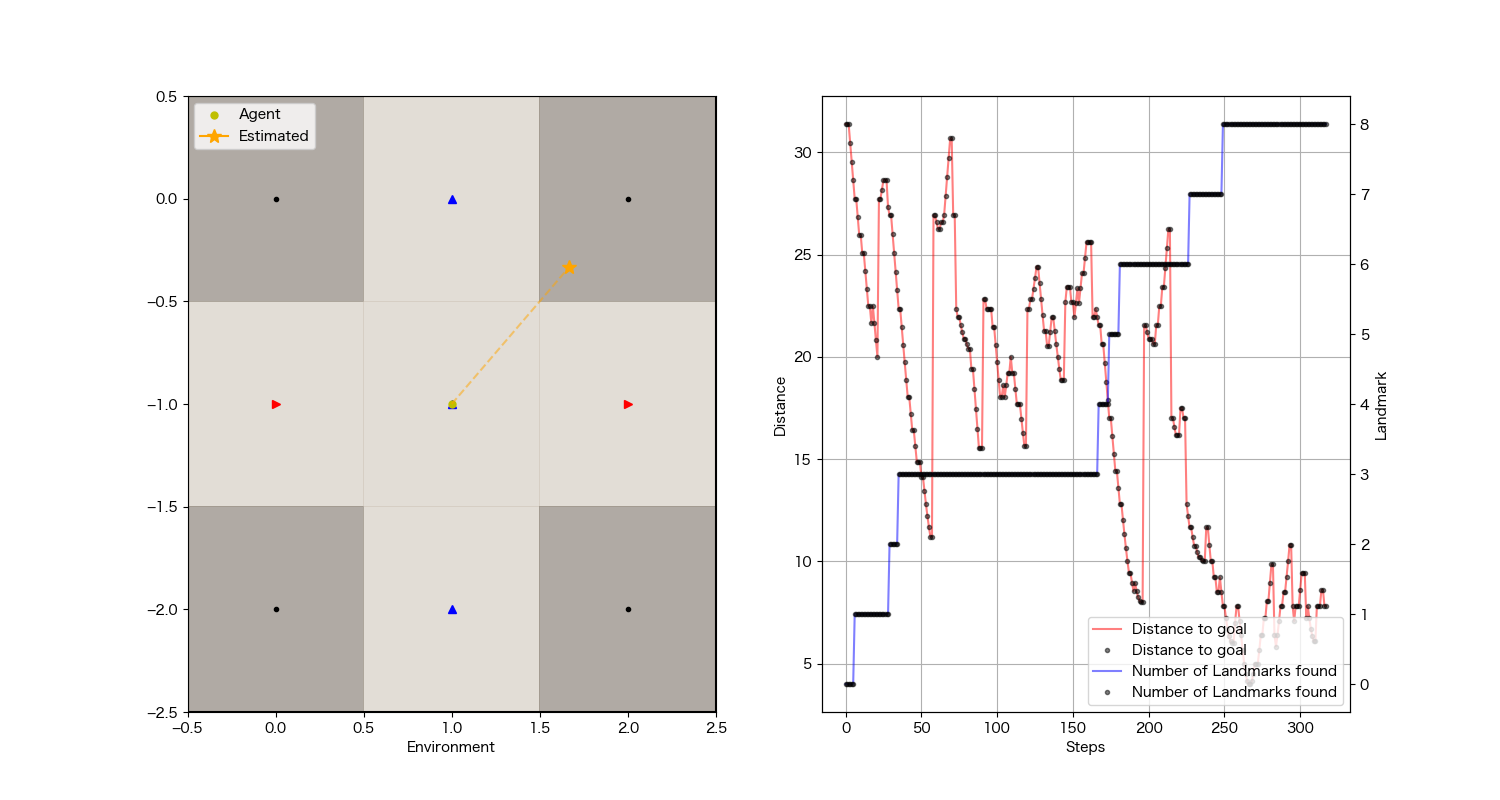 Agent
Estimated
0.5
0.0
−0.5
−1.0
−1.5
−2.0
−2.5
−0.5 0.0 0.5 1.0 1.5 2.0 2.5
Environment
Distance
30
25
20
15
10
5
0 50 100 150 200 250 300
Steps
8
7
6
5
4
3
2
1
0
Landmark
Distance to goal
Distance to goal
Number of Landmarks found
Number of Landmarks found